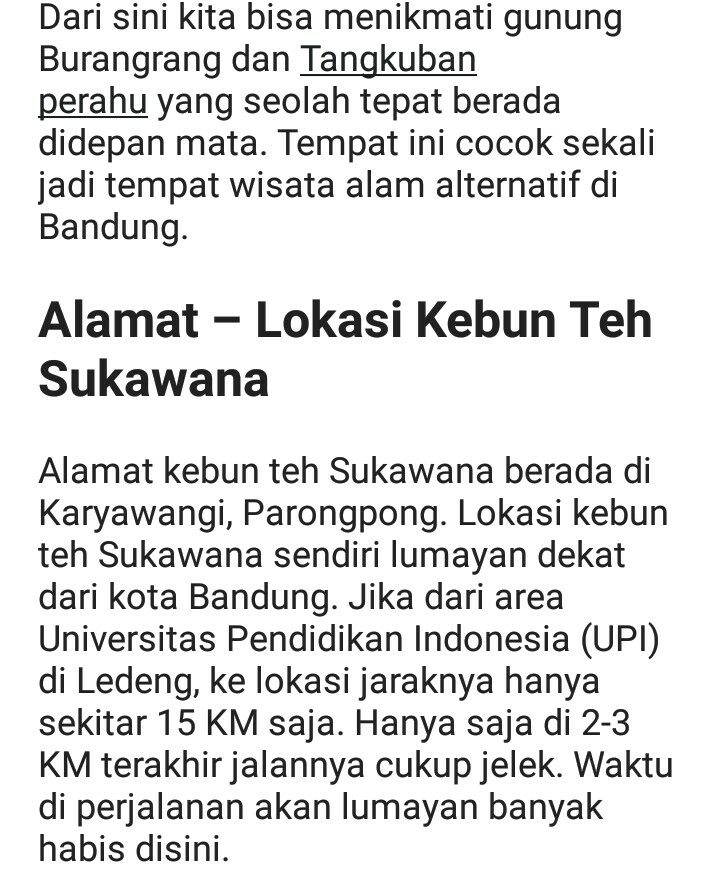 Dari sini kita bisa menikmati gunung
Burangrang dan Tangkuban
perahu yang seolah tepat berada
didepan mata. Tempat ini cocok sekali
jadi tempat wisata alam alternatif di
Bandung.
Alamat – Lokasi Kebun Teh
Sukawana
Alamat kebun teh Sukawana berada di
Karyawangi, Parongpong. Lokasi kebun
teh Sukawana sendiri lumayan dekat
dari kota Bandung. Jika dari area
Universitas Pendidikan Indonesia (UPI)
di Ledeng, ke lokasi jaraknya hanya
sekitar 15 KM saja. Hanya saja di 2-3
KM terakhir jalannya cukup jelek. Waktu
di perjalanan akan lumayan banyak
habis disini.